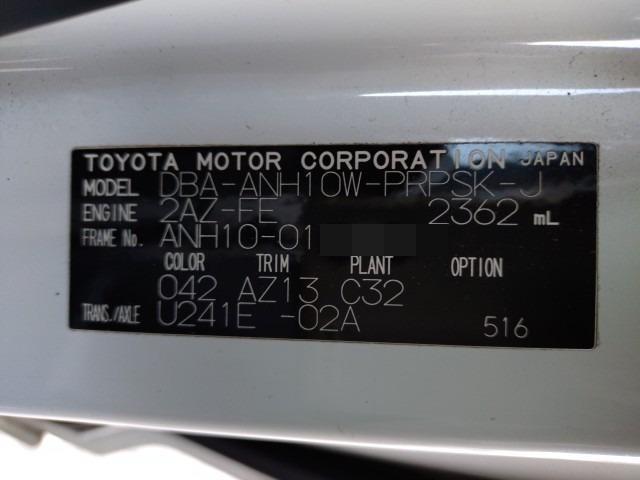 TOYOTA MOTOR CORPORATION JAPAN
MODEL DBA-ANH10W-PRPSK-J
ENGINE 2AZ-FE 2362 mL
FRAME No. ANH10-01
COLOR TRIM PLANT OPTION
042 AZ13 C32
TRANS./AXLE U241E -02A 516